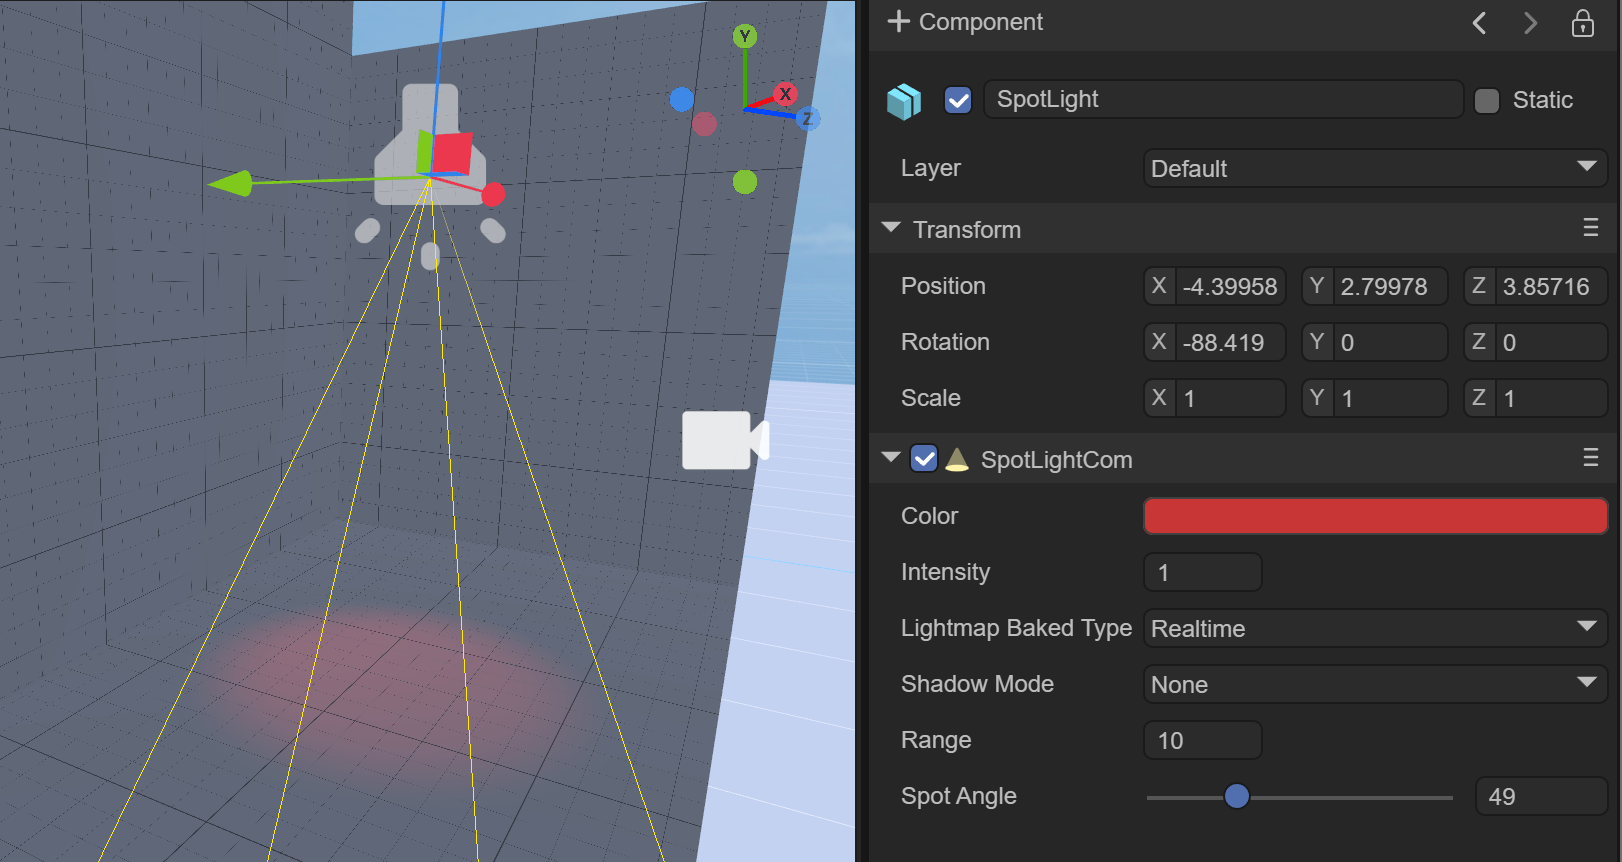 Y
X
Z
Component
SpotLight
Static
Layer
Default
Transform
Position X -4.39958 Y 2.79978 Z 3.85716
Rotation X -88.419 Y 0 Z 0
Scale X 1 Y 1 Z 1
SpotLightCom
Color
Intensity 1
Lightmap Baked Type Realtime
Shadow Mode None
Range 10
Spot Angle 49